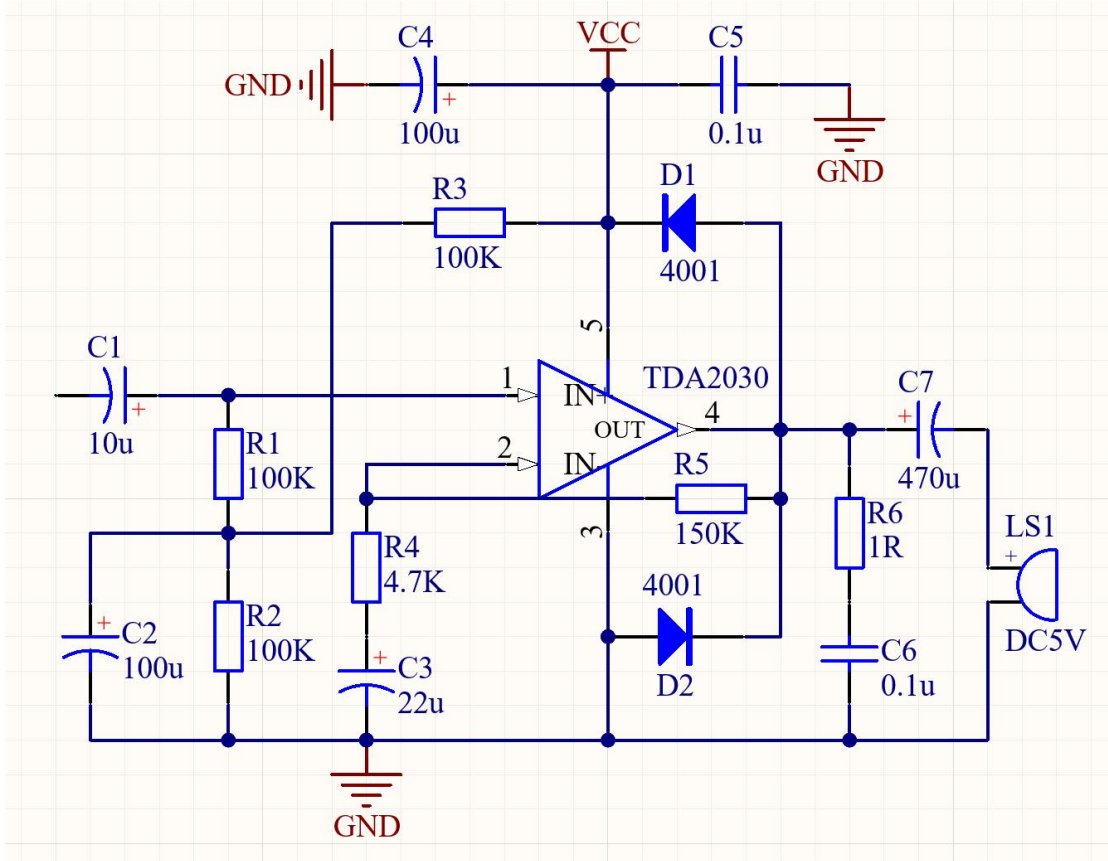 C4
VCC
C5
GND
+
100u
0.1u
GND
R3
D1
100K
4001
5
C1
1
IN+
TDA2030
C7
+
10u
OUT
4
+
R1
100K
2
IN-
R5
470u
3
150K
R6
1R
LS1
+
R4
4.7K
4001
+
C2
100u
R2
100K
+
C3
22u
D2
C6
0.1u
DC5V
GND